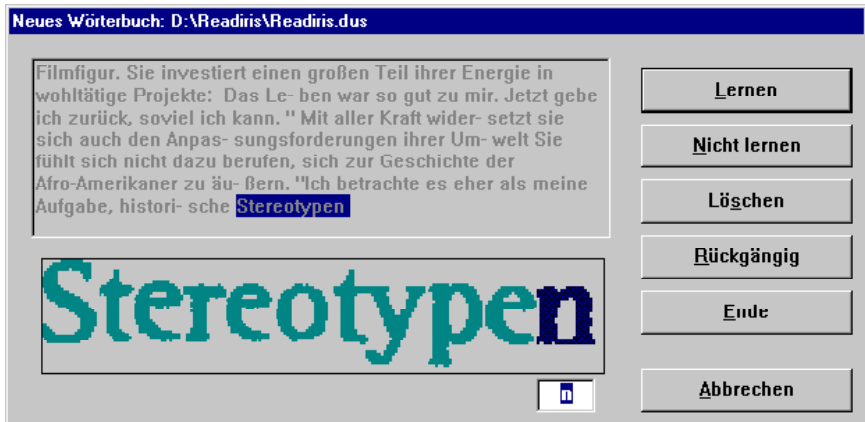 Neues Wörterbuch: D:\Readiris\Readiris.dus
Filmfigur. Sie investiert einen großen Teil ihrer Energie in
wohltätige Projekte: Das Le- ben war so gut zu mir. Jetzt gebe
ich zurück, soviel ich kann. " Mit aller Kraft wider- setzt sie
sich auch den Anpas- sungsforderungen ihrer Um- welt Sie
fühlt sich nicht dazu berufen, sich zur Geschichte der
Afro-Amerikaner zu äu- ßern. "Ich betrachte es eher als meine
Aufgabe, histori- sche Stereotypen
Stereotypen
n
Lernen
Nicht lernen
Löschen
Rückgängig
Ende
Abbrechen